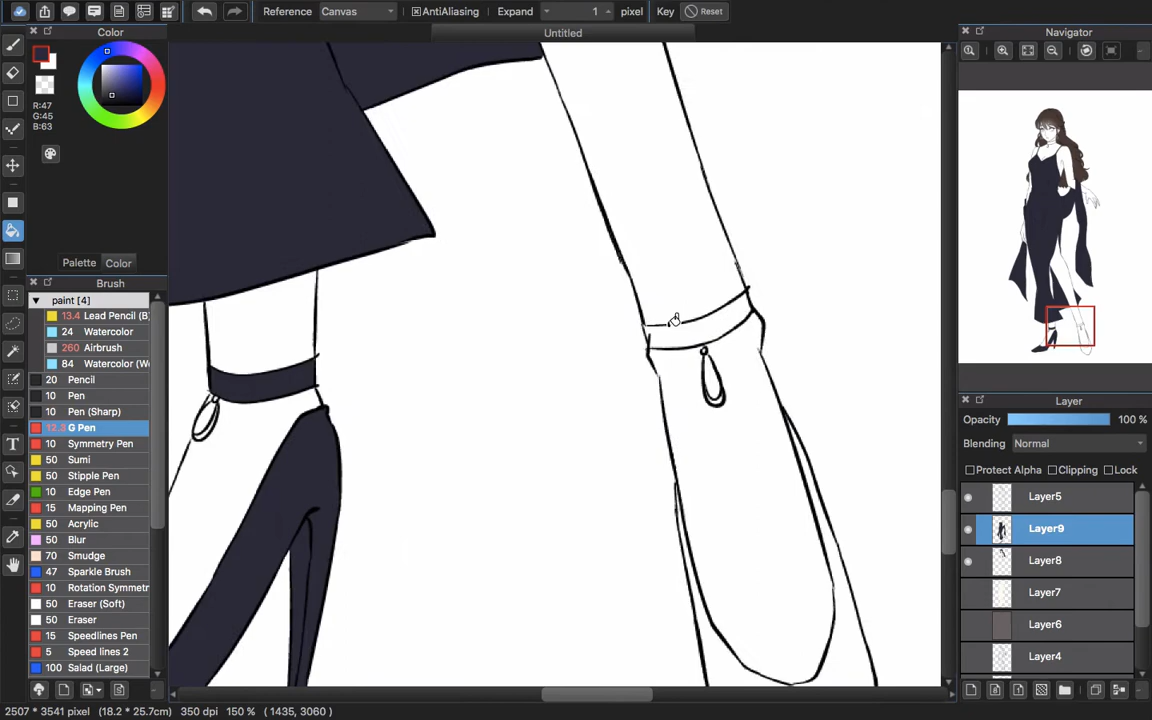 Reference Canvas AntiAliasing Expand 1 pixel Key Reset
Color
Untitled
Navigator
R:47
G:45
B:63
Palette Color
Brush
paint [4]
13.4 Lead Pencil (B
24 Watercolor
260 Airbrush
84 Watercolor (W
20 Pencil
10 Pen
10 Pen (Sharp)
12.3 G Pen
10 Symmetry Pen
50 Sumi
50 Stipple Pen
10 Edge Pen
15 Mapping Pen
50 Acrylic
50 Blur
70 Smudge
47 Sparkle Brush
10 Rotation Symmetr
50 Eraser (Soft)
50 Eraser
15 Speedlines Pen
5 Speed lines 2
100 Salad (Large)
Layer
Opacity 100 %
Blending Normal
Protect Alpha Clipping Lock
Layer5
Layer9
Layer8
Layer7
Layer6
Layer4
2507 * 3541 pixel (18.2 * 25.7cm) 350 dpi 150 % ( 1435, 3060 )